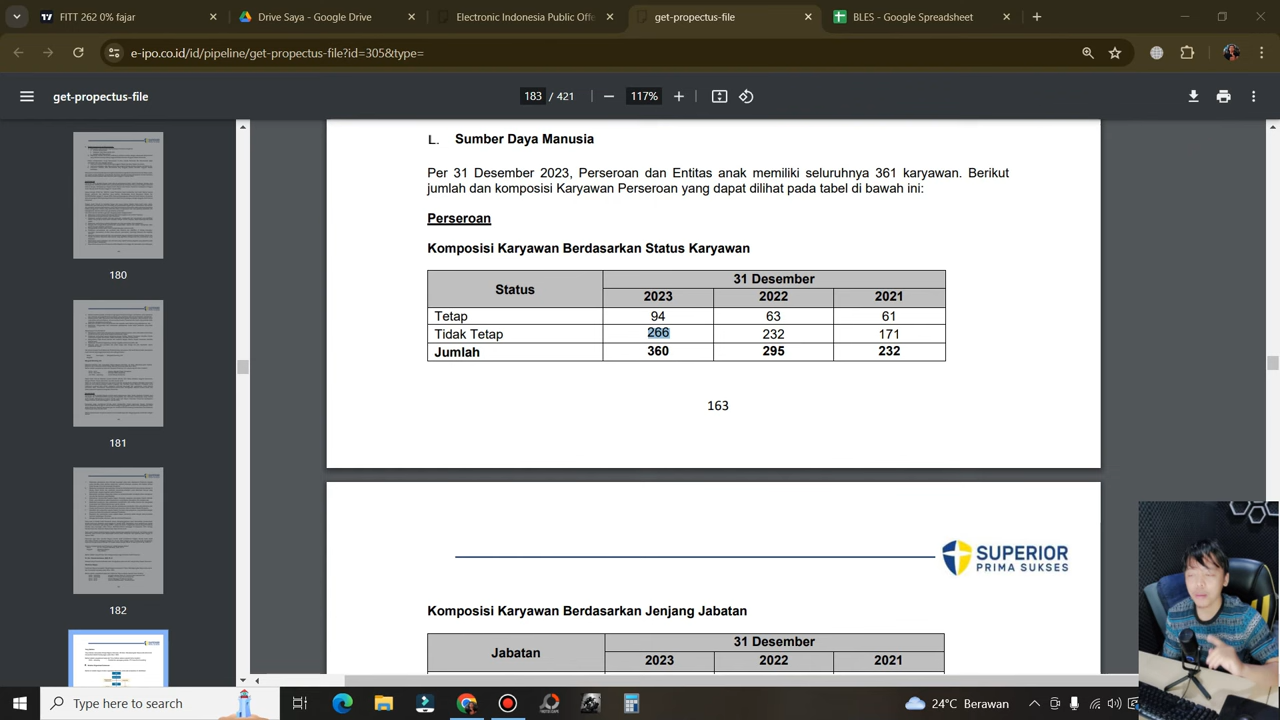 FITT 262 0% fajar
Drive Saya - Google Drive
Electronic Indonesia Public Offe
get-propectus-file
BLES - Google Spreadsheet
e-ipo.co.id/id/pipeline/get-propectus-file?id=305&type=
get-propectus-file
183 / 421
117%
180
181
182
L. Sumber Daya Manusia
Per 31 Desember 2023, Perseroan dan Entitas anak memiliki seluruhnya 361 karyawan. Berikut
jumlah dan komposisi Karyawan Perseroan yang dapat dilihat pada tabel di bawah ini:
Perseroan
Komposisi Karyawan Berdasarkan Status Karyawan
Status 31 Desember
2023 2022 2021
Tetap 94 63 61
Tidak Tetap 266 232 171
Jumlah 360 295 232
163
SUPERIOR
PRIMA SUKSES
Komposisi Karyawan Berdasarkan Jenjang Jabatan
Jabatan 31 Desember
2023 2022 2021
Type here to search
24°C Berawan